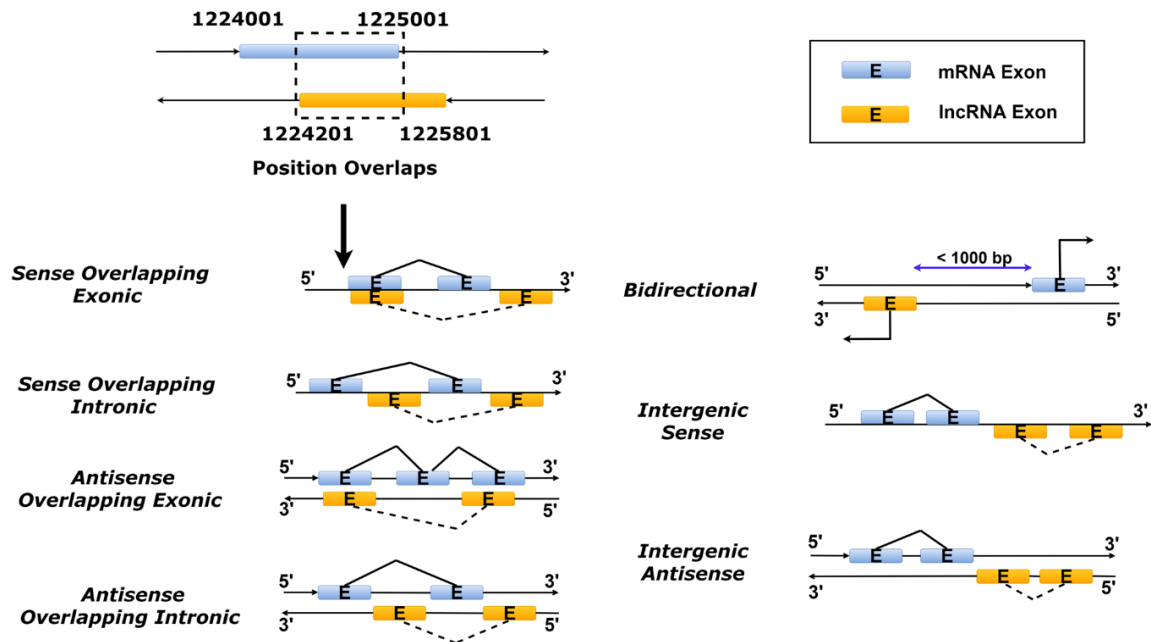 1224001 1225001
1224201 1225801
Position Overlaps
E mRNA Exon
E lncRNA Exon
Sense Overlapping
Exonic
5' E E 3'
E E
Sense Overlapping
Intronic
5' E E 3'
E E
Antisense
Overlapping Exonic
5' E E E 3'
3' E E 5'
Antisense
Overlapping Intronic
5' E E 3'
3' E E 5'
Bidirectional
< 1000 bp
5' E 3'
3' E 5'
Intergenic
Sense
5' E E 3'
E E
Intergenic
Antisense
5' E E 3'
3' E E 5'